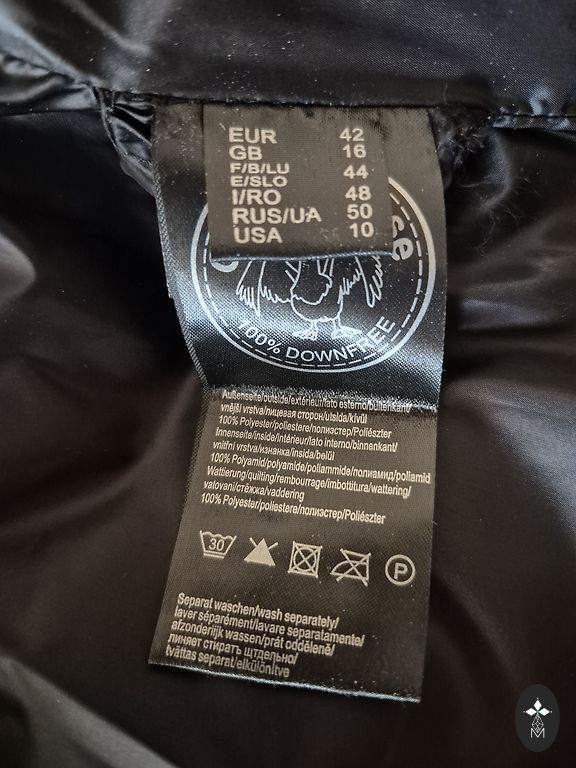 EUR 42
GB 16
F/B/LU
E/SLO 44
I/RO 48
RUS/UA 50
USA 10
100% DOWNFREE
Außenseite/outside/extérieur/lato esterno/buitenkant/
vnější vrstva/лицевая сторон/utsida/kívül
100% Polyester/poliestere/полиэстер/Poliészter
Innenseite/inside/intérieur/lato interno/binnenkant/
vnitřní vrstva/изнанка/insida/belül
100% Polyamid/polyamide/poliammide/полиамид/poliamid
Wattierung/quilting/rembourrage/imbottitura/wattering/
vatování/стёжка/vaddering
100% Polyester/poliestere/полиэстер/Poliészter
30
P
Separat waschen/wash separately/
laver séparément/lavare separatamente/
afzonderlijk wassen/prát odděleně/
линяет стирать штдельно/
tvättas separat/elkülönítve
M